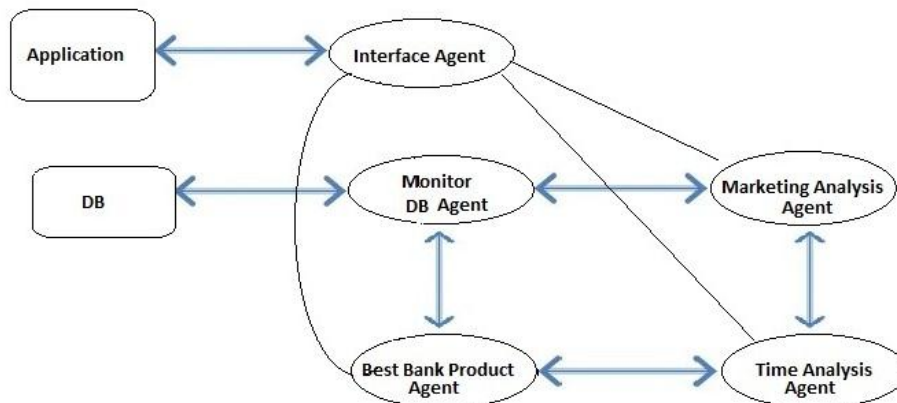 Application
Interface Agent
DB
Monitor
DB Agent
Marketing Analysis
Agent
Best Bank Product
Agent
Time Analysis
Agent